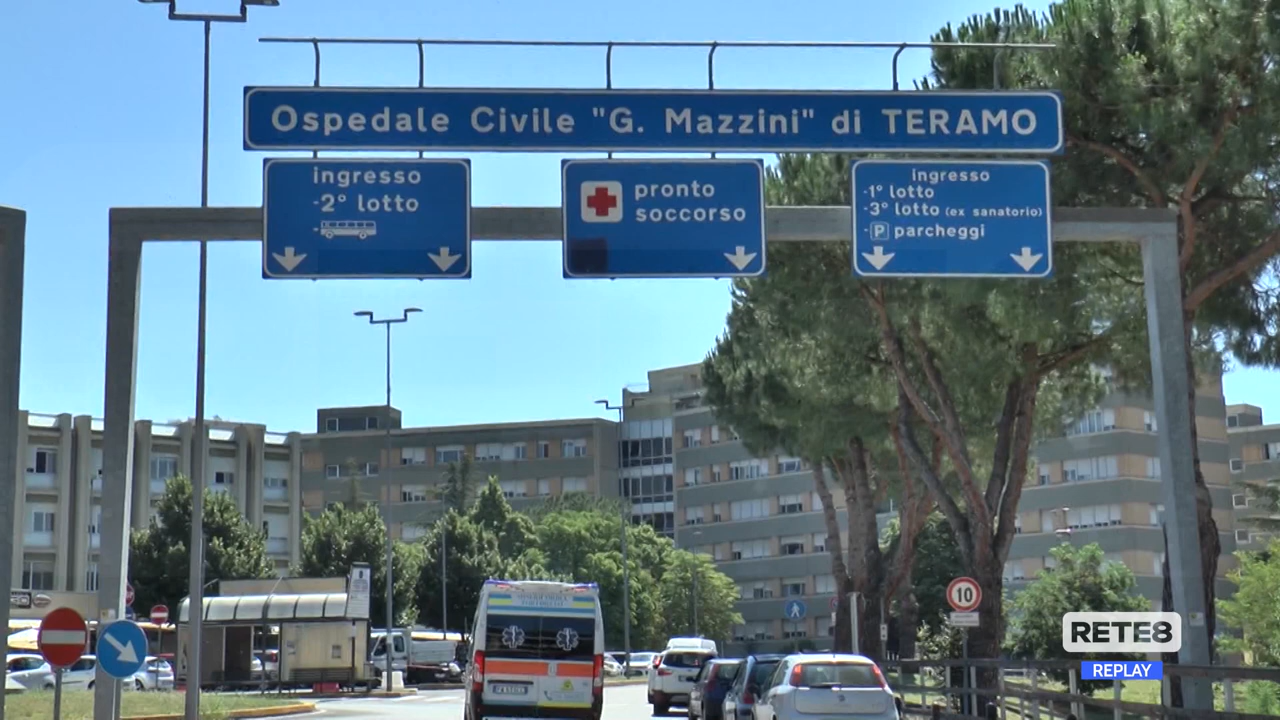 Ospedale Civile "G. Mazzini" di TERAMO
ingresso
-2° lotto
-
pronto
soccorso
ingresso
-1° lotto
-3° lotto (ex sanatorio)
-P parcheggi
10
RETE8
REPLAY